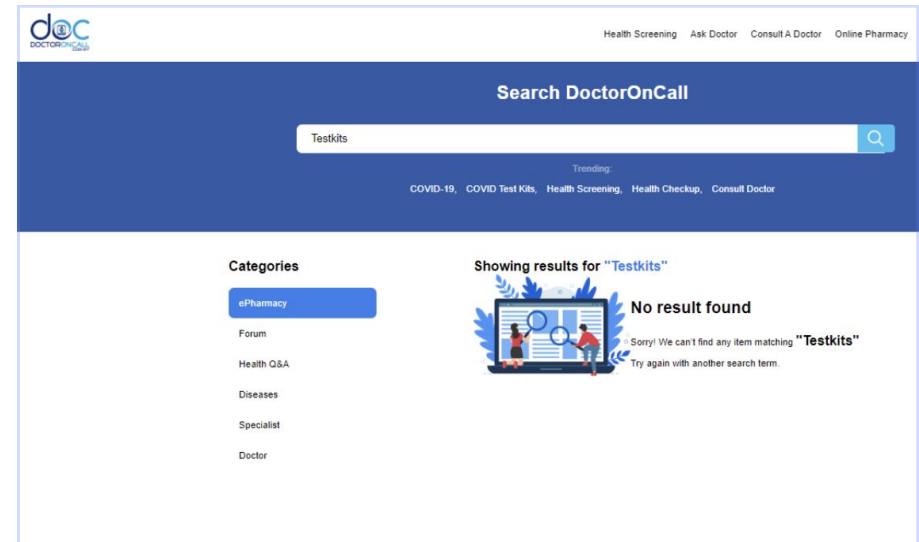 doc
DOCTORONCALL
Health Screening Ask Doctor Consult A Doctor Online Pharmacy
Search DoctorOnCall
Testkits
Trending:
COVID-19, COVID Test Kits, Health Screening, Health Checkup, Consult Doctor
Categories
ePharmacy
Forum
Health Q&A
Diseases
Specialist
Doctor
Showing results for "Testkits"
No result found
Sorry! We can't find any item matching "Testkits"
Try again with another search term.